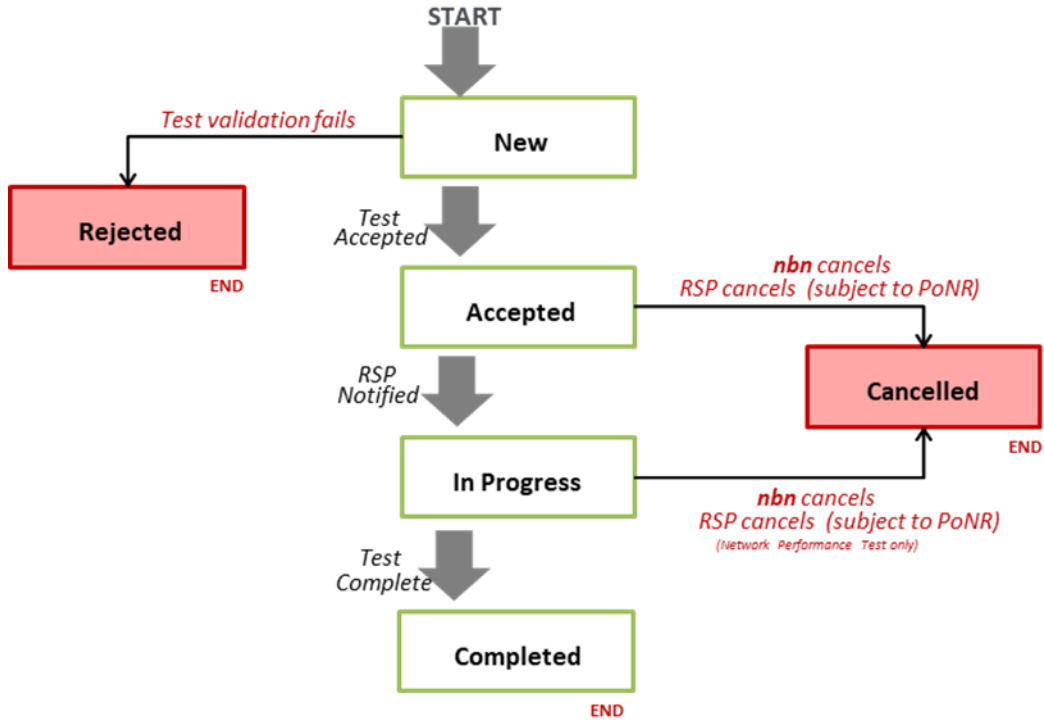 START
Test validation fails
New
Rejected
END
Test
Accepted
nbn cancels
RSP cancels (subject to PoNR)
Accepted
RSP
Notified
Cancelled
END
In Progress
nbn cancels
RSP cancels (subject to PoNR)
(Network Performance Test only)
Test
Complete
Completed
END